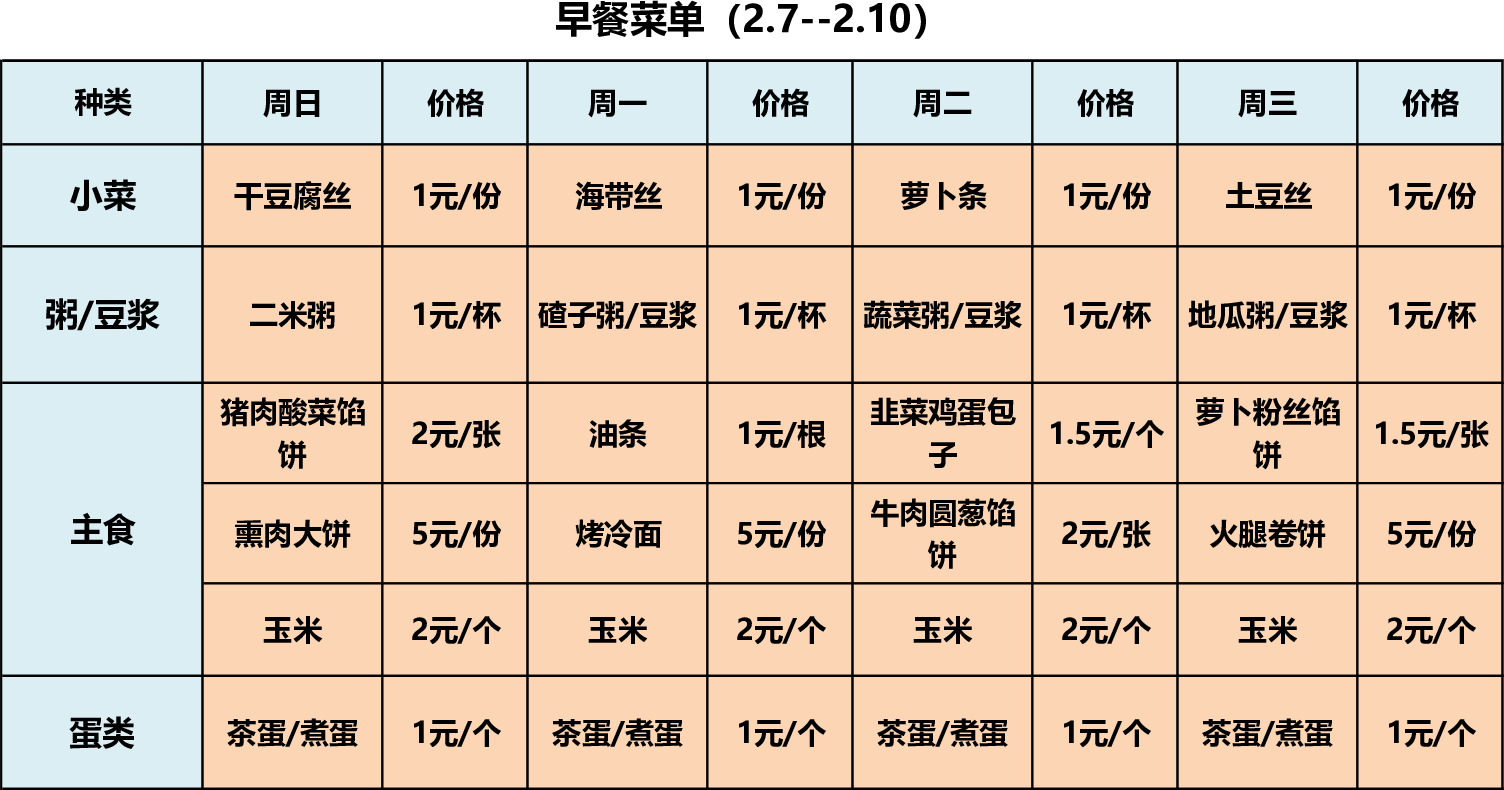 早餐菜单（2.7--2.10）
种类 周日 价格 周一 价格 周二 价格 周三 价格
小菜 干豆腐丝 1元/份 海带丝 1元/份 萝卜条 1元/份 土豆丝 1元/份
粥/豆浆 二米粥 1元/杯 碴子粥/豆浆 1元/杯 蔬菜粥/豆浆 1元/杯 地瓜粥/豆浆 1元/杯
主食
猪肉酸菜馅
饼
2元/张 油条 1元/根
韭菜鸡蛋包
子
1.5元/个
萝卜粉丝馅
饼
1.5元/张
熏肉大饼 5元/份 烤冷面 5元/份
牛肉圆葱馅
饼
2元/张 火腿卷饼 5元/份
玉米 2元/个 玉米 2元/个 玉米 2元/个 玉米 2元/个
蛋类 茶蛋/煮蛋 1元/个 茶蛋/煮蛋 1元/个 茶蛋/煮蛋 1元/个 茶蛋/煮蛋 1元/个